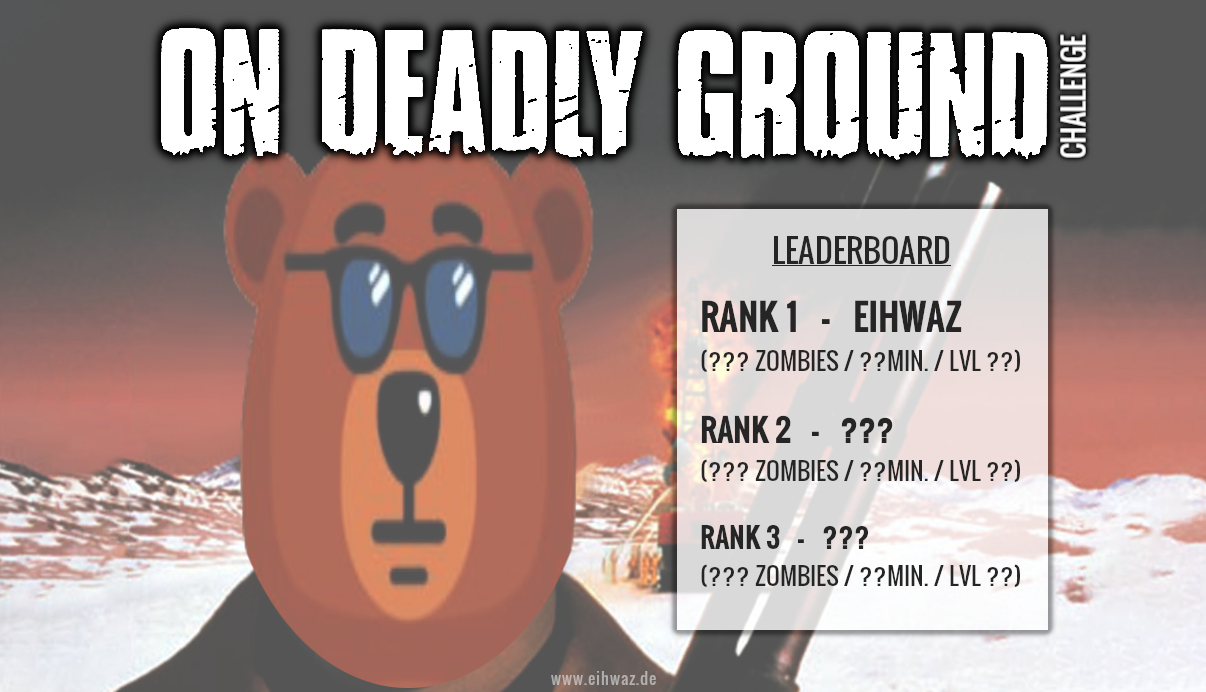 ON DEADLY GROUND
CHALLENGE
LEADERBOARD
RANK 1 - EIHWAZ
(??? ZOMBIES / ??MIN. / LVL ??)
RANK 2 - ???
(??? ZOMBIES / ??MIN. / LVL ??)
RANK 3 - ???
(??? ZOMBIES / ??MIN. / LVL ??)
www.eihwaz.de